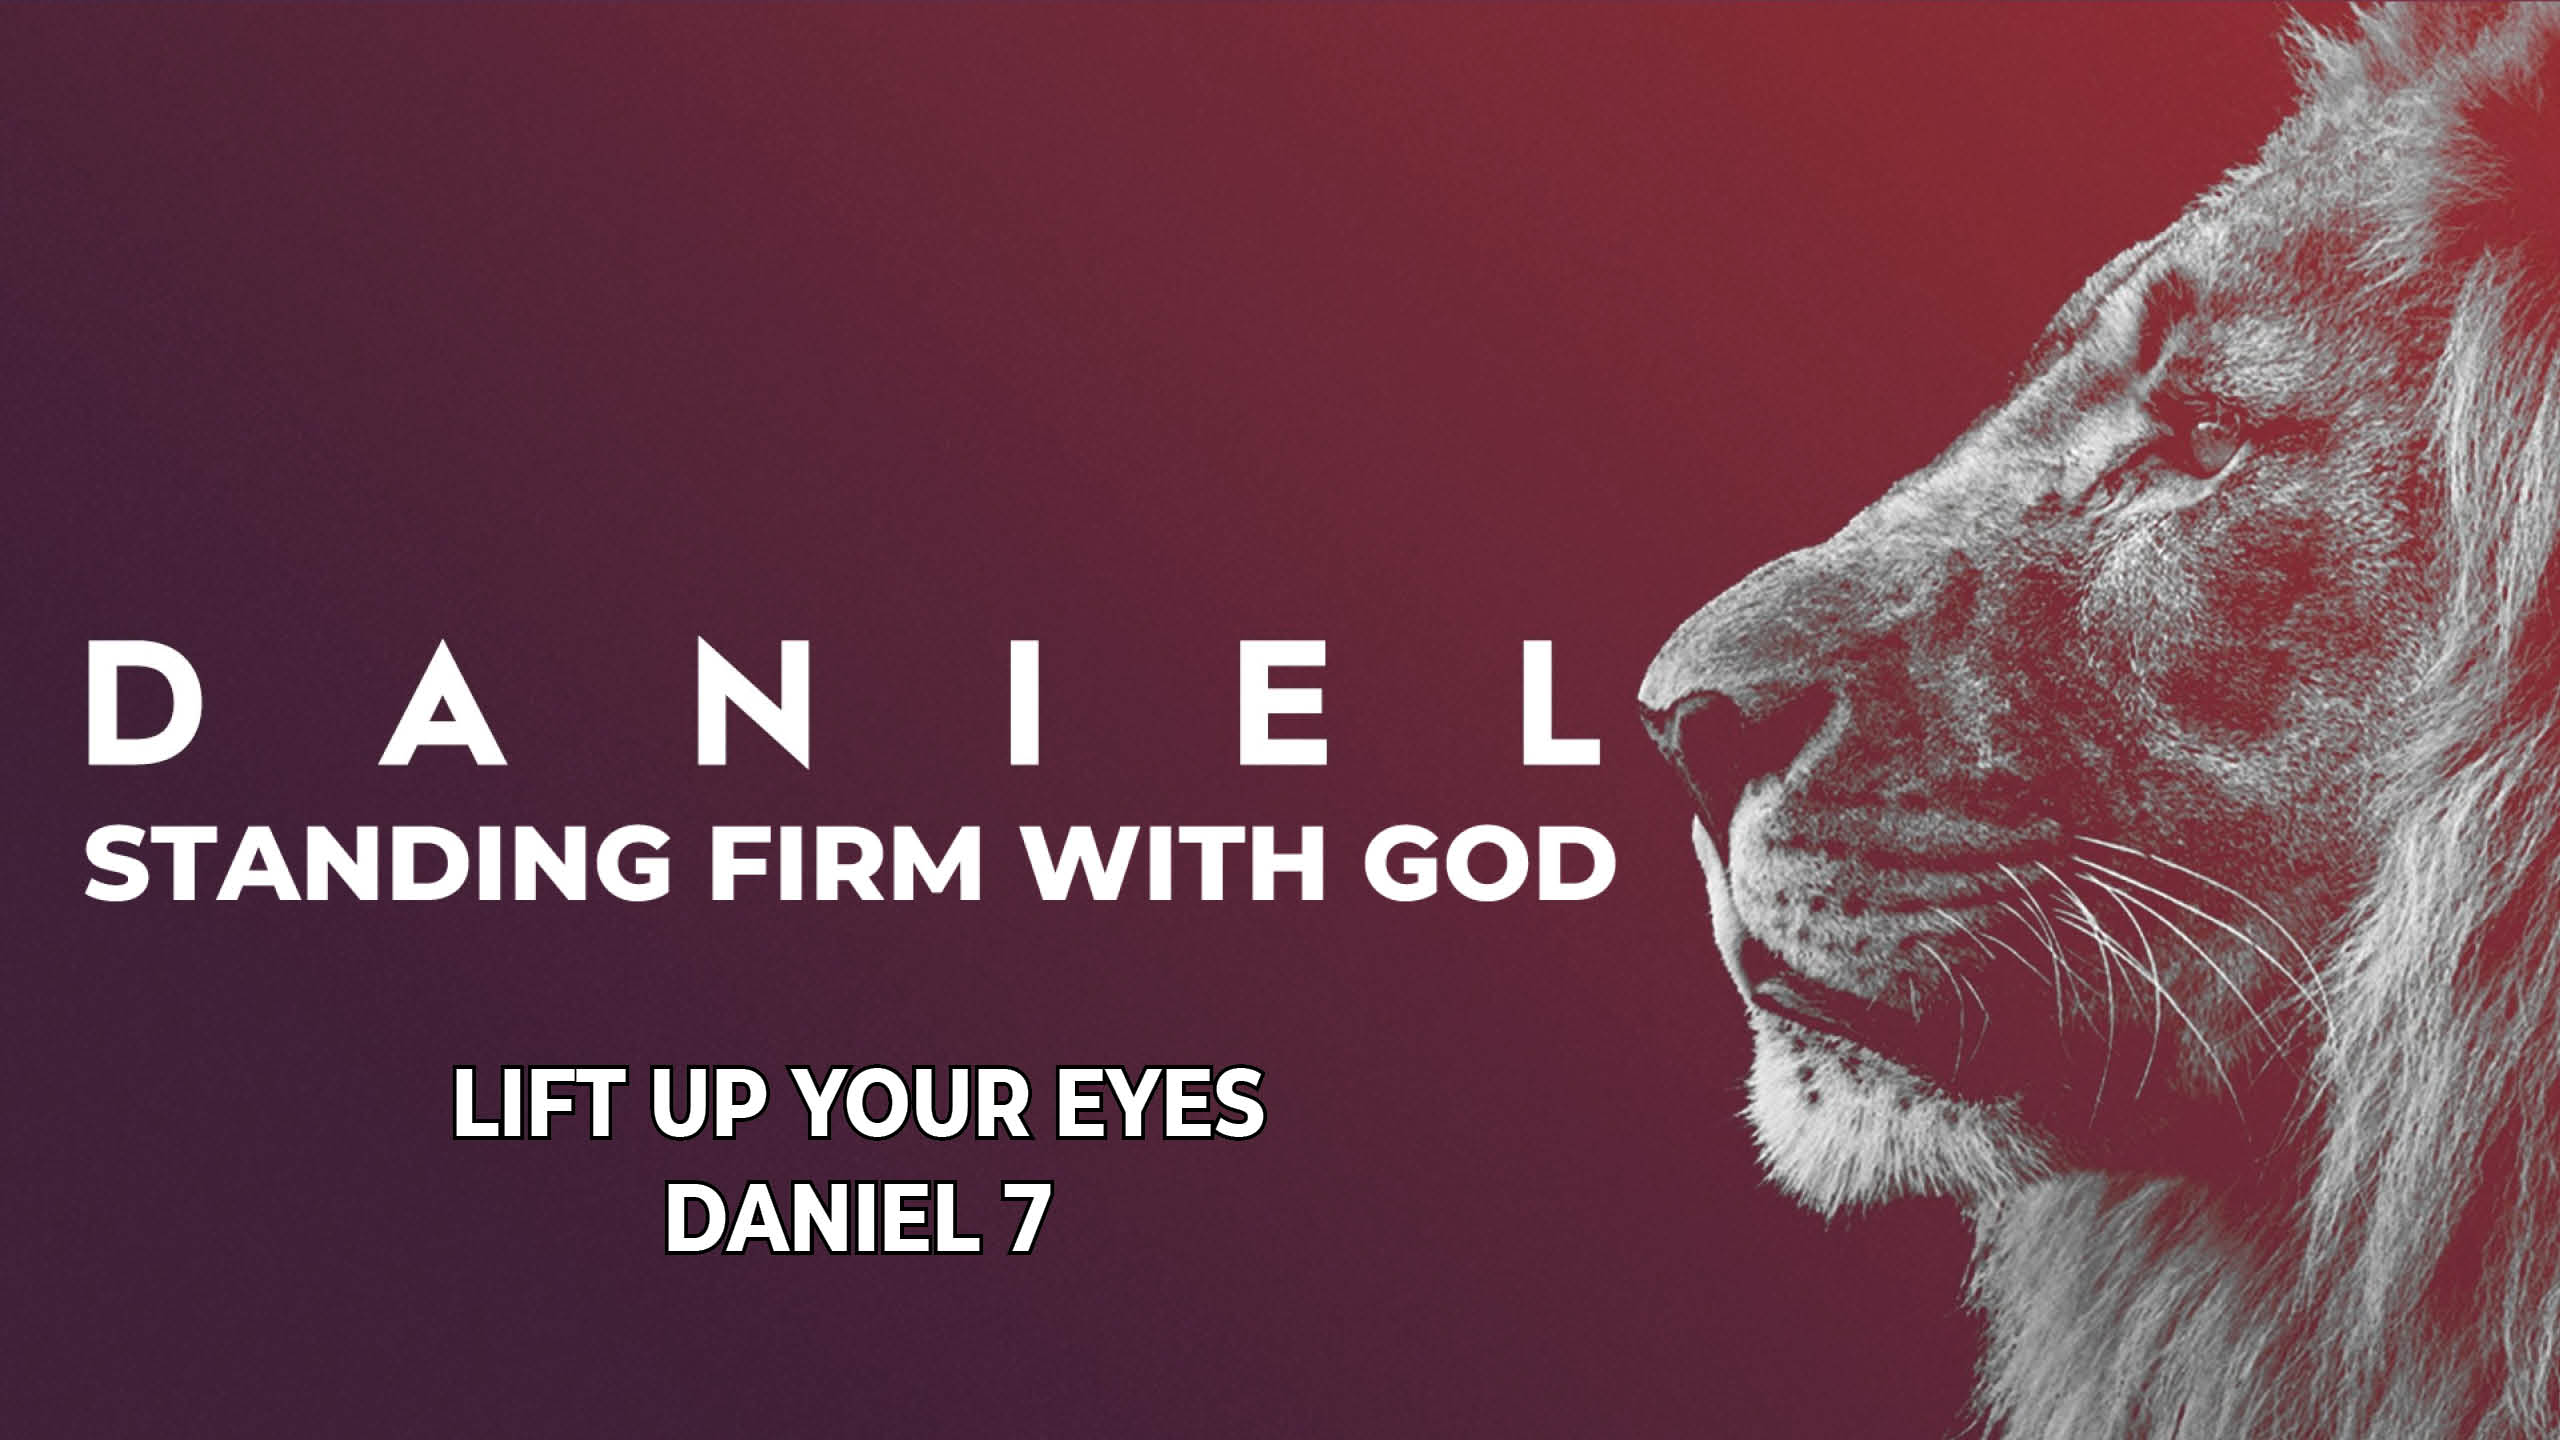 DANIEL
STANDING FIRM WITH GOD
LIFT UP YOUR EYES
DANIEL 7